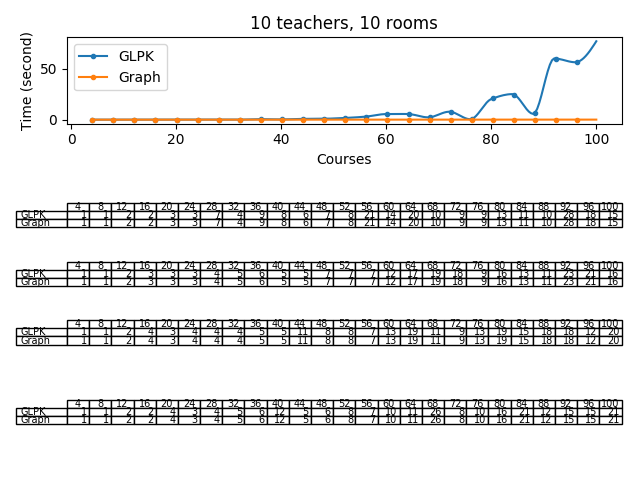 10 teachers, 10 rooms
Time (second)
50
0
GLPK
Graph
0 20 40 60 80 100
Courses
4 8 12 16 20 24 28 32 36 40 44 48 52 56 60 64 68 72 76 80 84 88 92 96 100
GLPK 1 1 2 2 3 3 7 4 9 8 6 7 8 21 14 20 10 9 9 13 11 10 28 18 15
Graph 1 1 2 2 3 3 7 4 9 8 6 7 8 21 14 20 10 9 9 13 11 10 28 18 15
4 8 12 16 20 24 28 32 36 40 44 48 52 56 60 64 68 72 76 80 84 88 92 96 100
GLPK 1 1 2 3 3 3 4 5 6 5 5 7 7 7 12 17 19 18 9 16 13 11 23 21 16
Graph 1 1 2 3 3 3 4 5 6 5 5 7 7 7 12 17 19 18 9 16 13 11 23 21 16
4 8 12 16 20 24 28 32 36 40 44 48 52 56 60 64 68 72 76 80 84 88 92 96 100
GLPK 1 1 2 4 3 4 4 4 5 5 11 8 8 7 13 19 11 9 13 19 15 18 18 12 20
Graph 1 1 2 4 3 4 4 4 5 5 11 8 8 7 13 19 11 9 13 19 15 18 18 12 20
4 8 12 16 20 24 28 32 36 40 44 48 52 56 60 64 68 72 76 80 84 88 92 96 100
GLPK 1 1 2 2 4 3 4 5 6 12 5 6 8 7 10 11 26 8 10 16 21 12 15 15 21
Graph 1 1 2 2 4 3 4 5 6 12 5 6 8 7 10 11 26 8 10 16 21 12 15 15 21